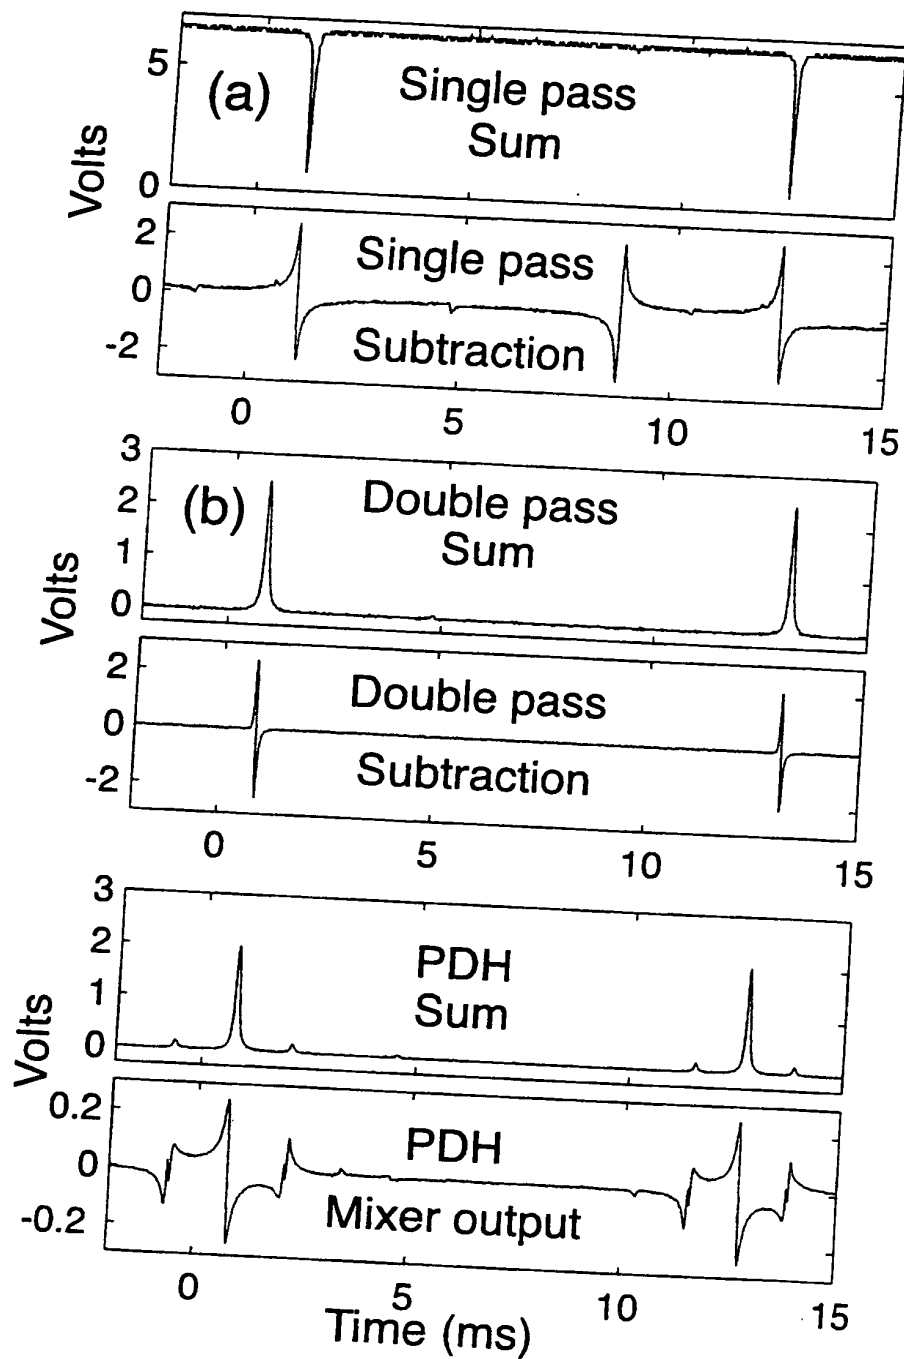 5
(a)
Single pass
Sum
Volts
0
2
Single pass
0
-2
Subtraction
0 5 10 15
3
(b)
Double pass
2
Sum
1
Volts
0
2
Double pass
0
-2
Subtraction
0 5 10 15
3
2
PDH
1
Sum
Volts
0
0.2
PDH
0
-0.2
Mixer output
0 5 10 15
Time (ms)